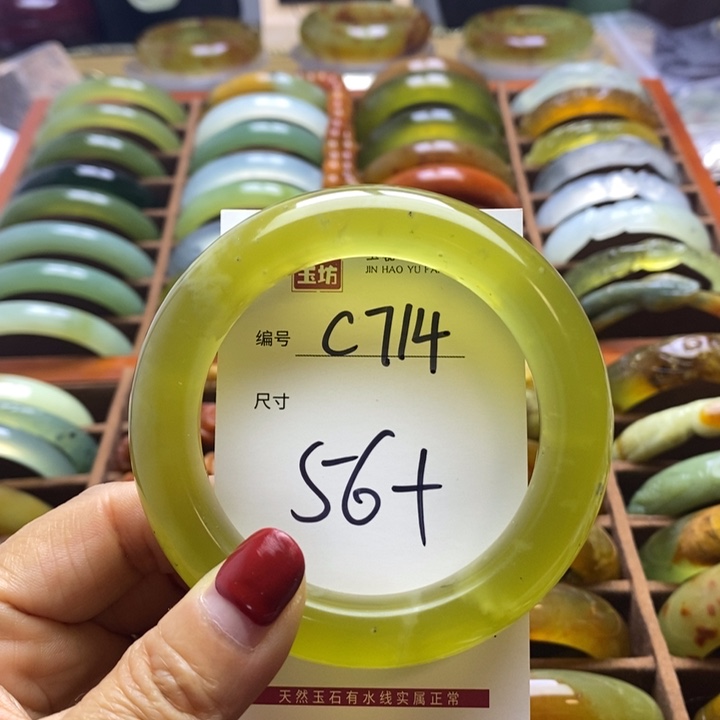 玉坊
JIN HAO YU FA
编号 C714
尺寸
56+
天然玉石有水线实属正常